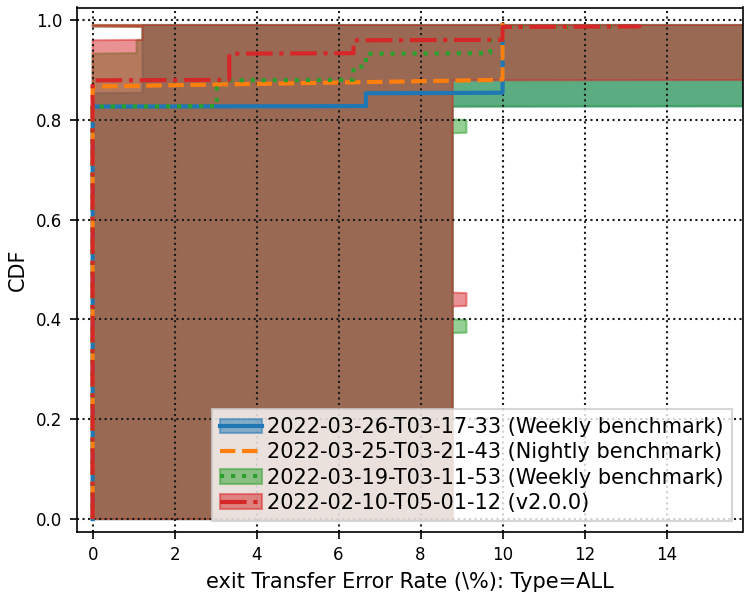 1.0
0.8
0.6
0.4
0.2
0.0
CDF
2022-03-26-T03-17-33 (Weekly benchmark)
2022-03-25-T03-21-43 (Nightly benchmark)
2022-03-19-T03-11-53 (Weekly benchmark)
2022-02-10-T05-01-12 (v2.0.0)
0 2 4 6 8 10 12 14
exit Transfer Error Rate (\%): Type=ALL